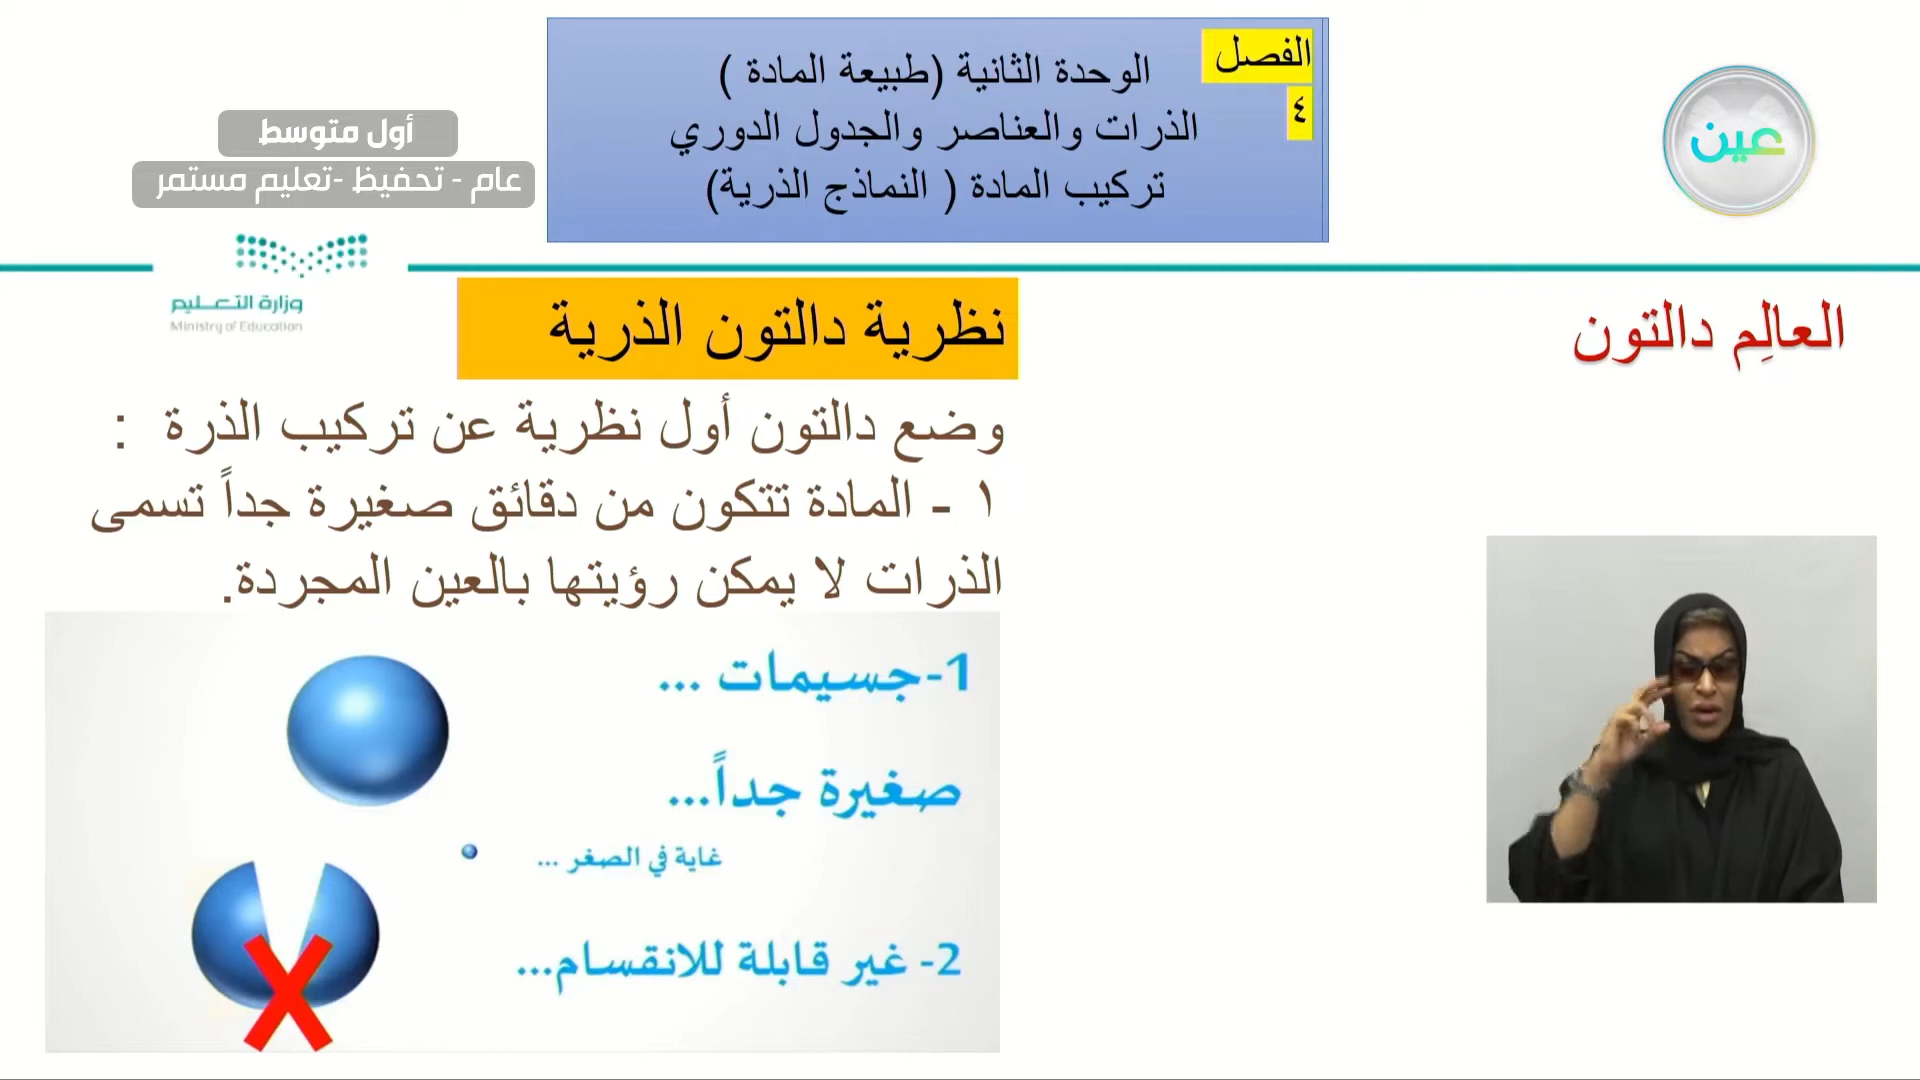 الفصل
٤
الوحدة الثانية (طبيعة المادة )
الذرات والعناصر والجدول الدوري
تركيب المادة ( النماذج الذرية)
أول متوسط
عام - تحفيظ -تعليم مستمر
عين
وزارة التعـــليم
Ministry of Education
العالِم دالتون
نظرية دالتون الذرية
وضع دالتون أول نظرية عن تركيب الذرة :
١ - المادة تتكون من دقائق صغيرة جداً تسمى
الذرات لا يمكن رؤيتها بالعين المجردة.
1-جسيمات ...
صغيرة جداً...
غاية في الصغر ...
2- غير قابلة للانقسام...